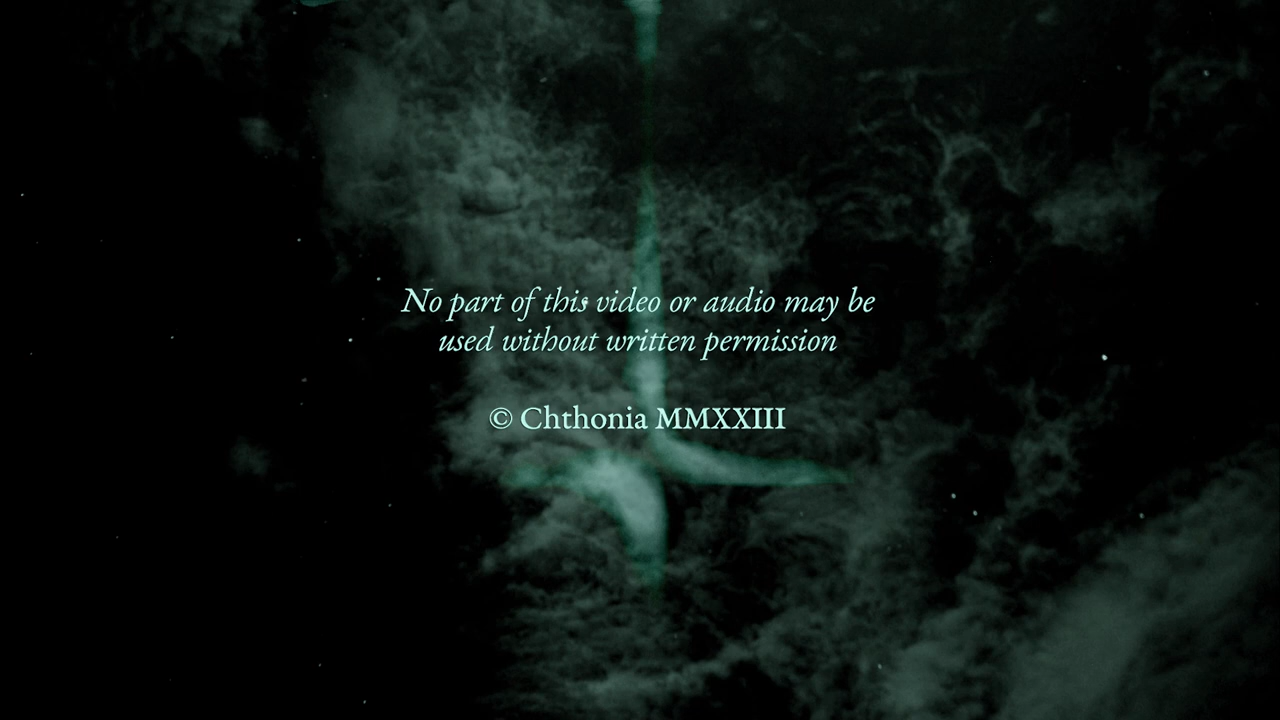 No part of this video or audio may be
used without written permission
© Chthonia MMXXIII